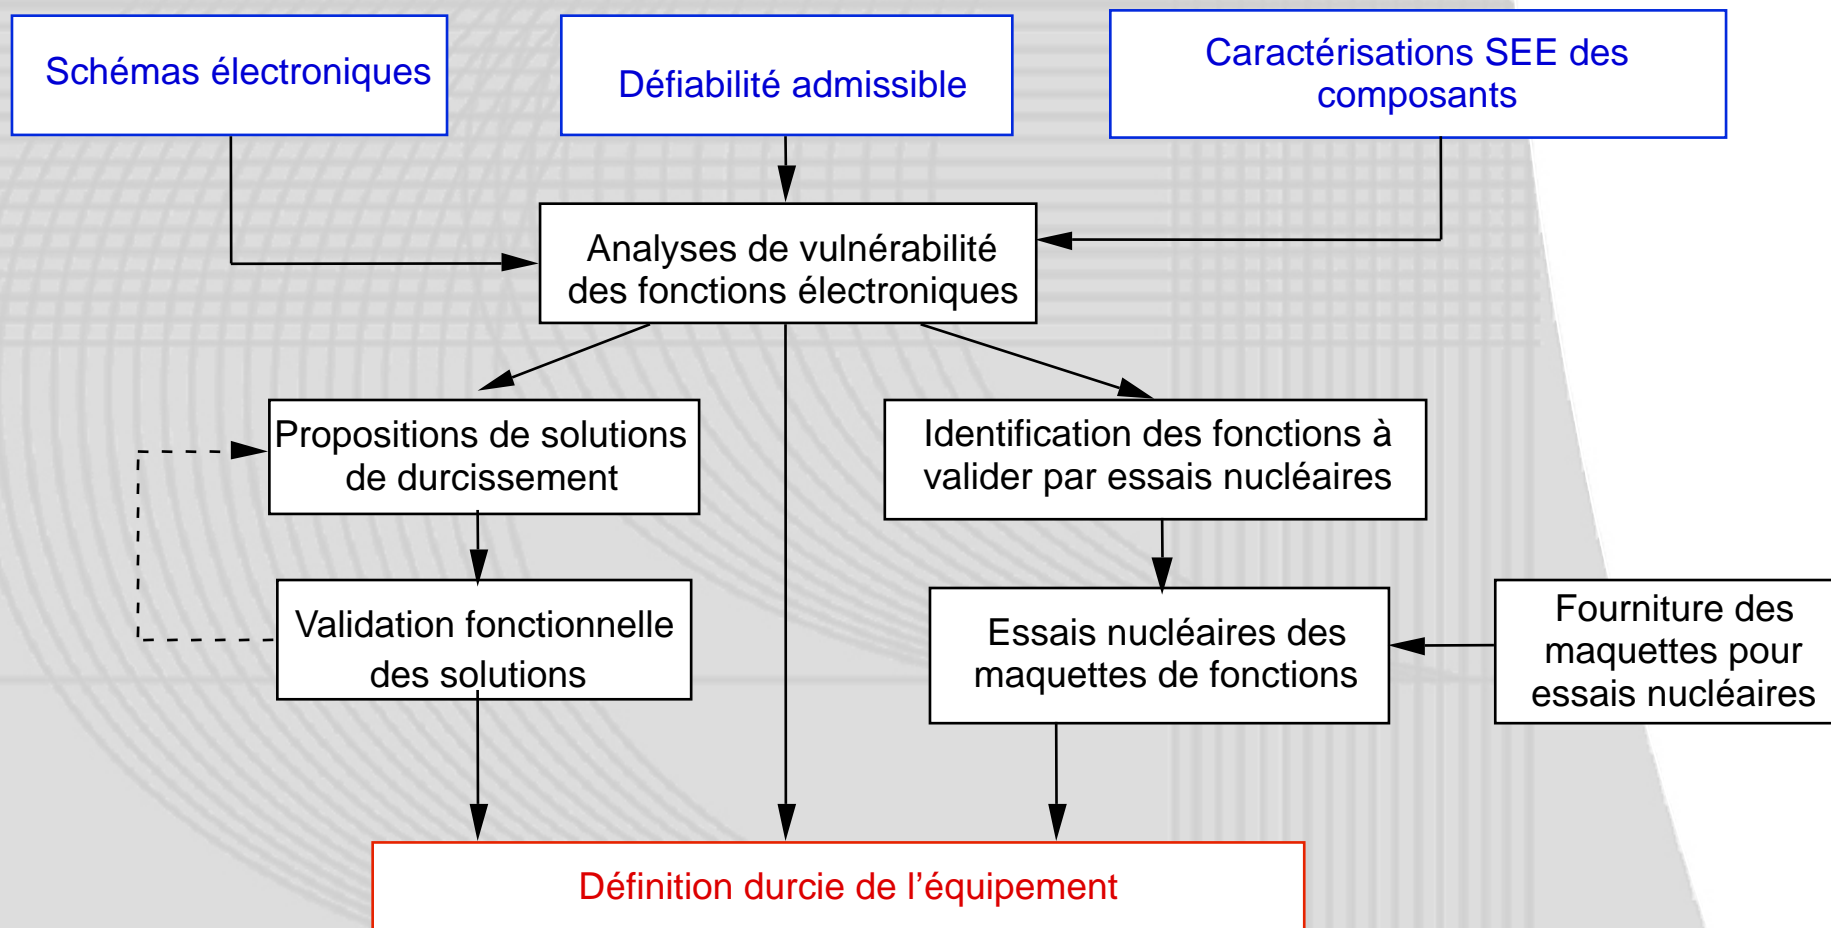 Schémas électroniques
Défiabilité admissible
Caractérisations SEE des
composants
Analyses de vulnérabilité
des fonctions électroniques
Propositions de solutions
de durcissement
Identification des fonctions à
valider par essais nucléaires
Validation fonctionnelle
des solutions
Essais nucléaires des
maquettes de fonctions
Fourniture des
maquettes pour
essais nucléaires
Définition durcie de l’équipement